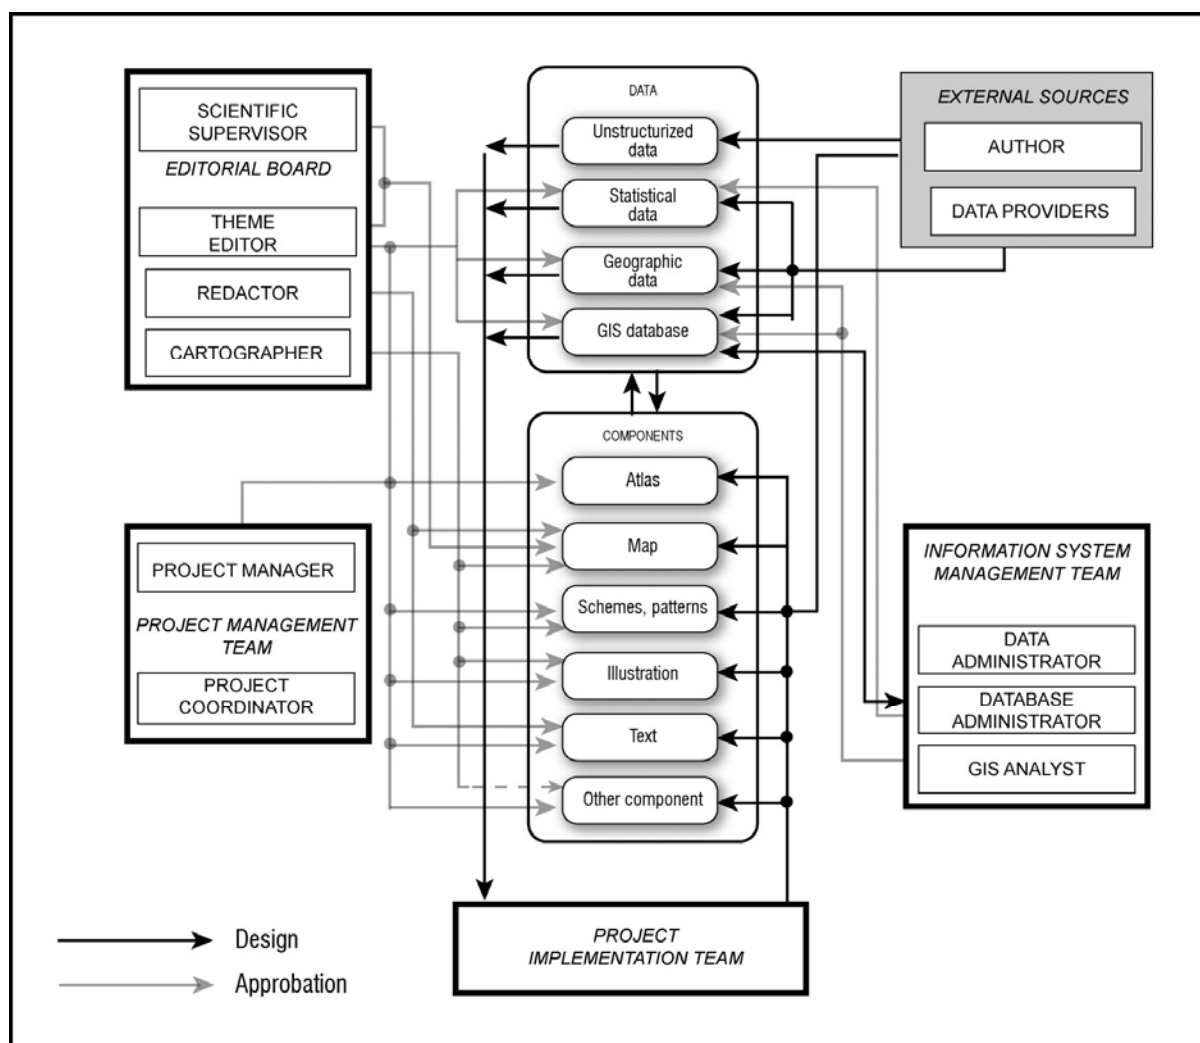 SCIENTIFIC
SUPERVISOR
EDITORIAL BOARD
THEME
EDITOR
REDACTOR
CARTOGRAPHER
DATA
Unstructurized
data
Statistical
data
Geographic
data
GIS database
EXTERNAL SOURCES
AUTHOR
DATA PROVIDERS
COMPONENTS
Atlas
Map
Schemes, patterns
Illustration
Text
Other component
PROJECT MANAGER
PROJECT MANAGEMENT
TEAM
PROJECT
COORDINATOR
INFORMATION SYSTEM
MANAGEMENT TEAM
DATA
ADMINISTRATOR
DATABASE
ADMINISTRATOR
GIS ANALYST
PROJECT
IMPLEMENTATION TEAM
Design
Approbation